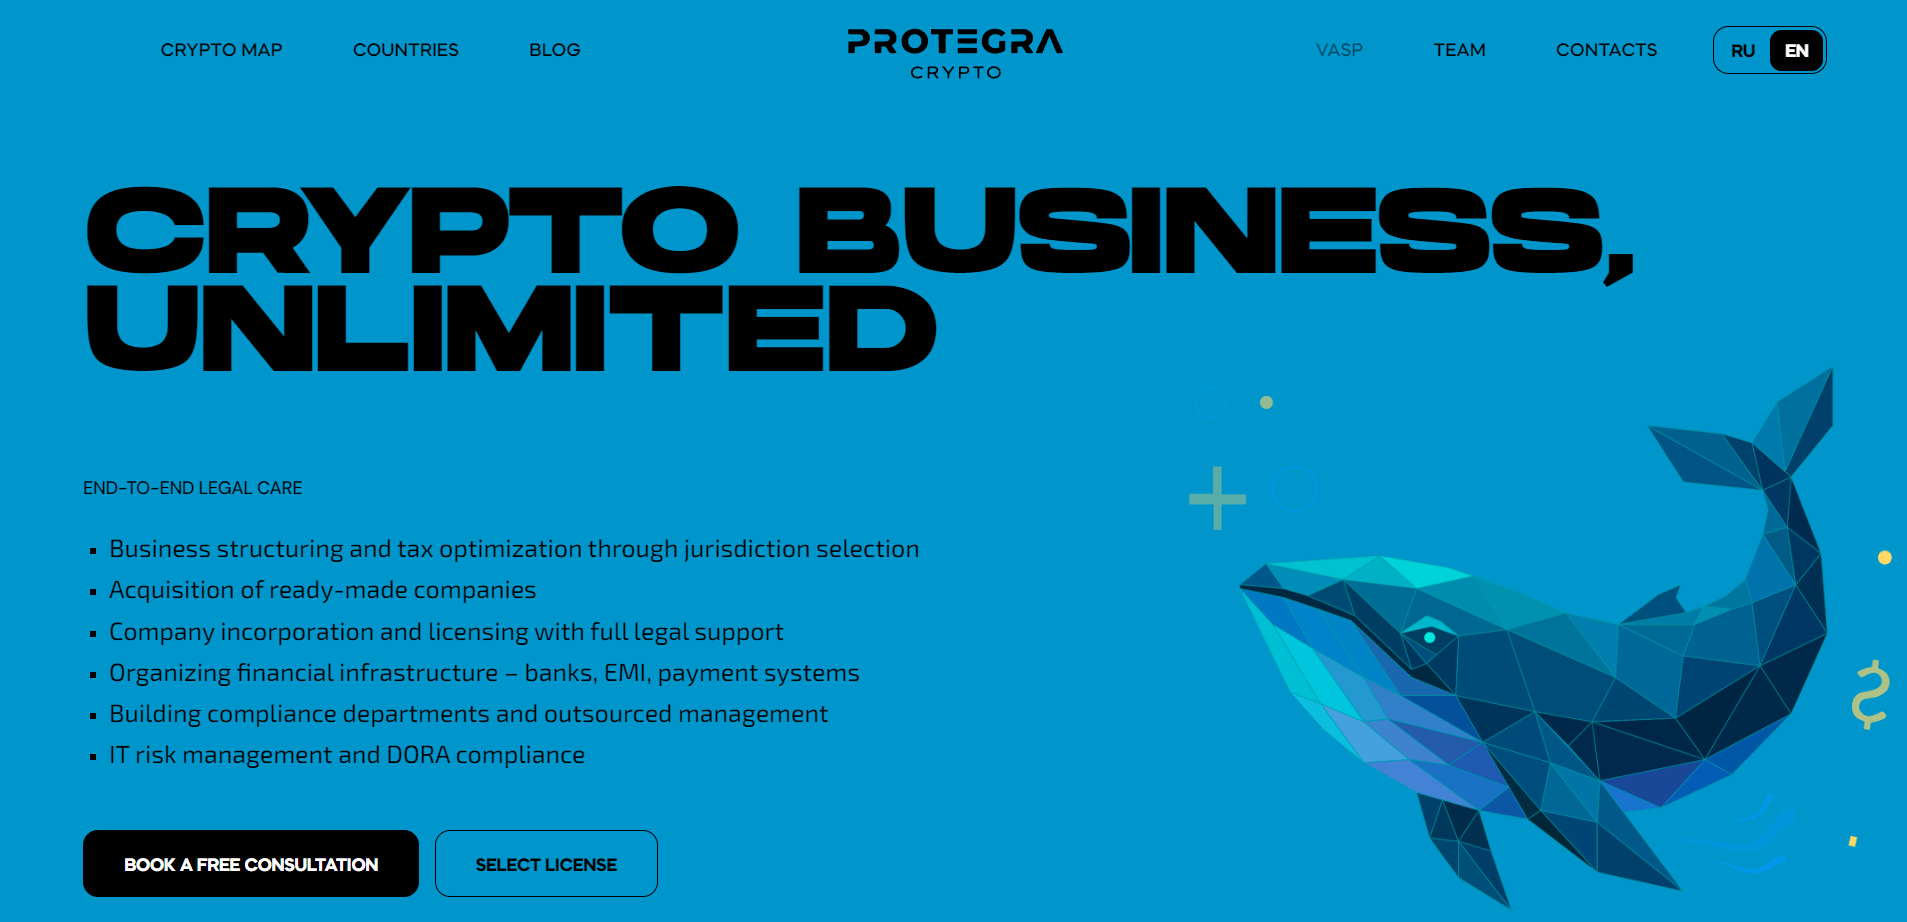 CRYPTO MAP
COUNTRIES
BLOG
PROTEGRA
CRYPTO
VASP
TEAM
CONTACTS
RU
EN
CRYPTO BUSINESS,
UNLIMITED
END-TO-END LEGAL CARE
▪ Business structuring and tax optimization through jurisdiction selection
▪ Acquisition of ready-made companies
▪ Company incorporation and licensing with full legal support
▪ Organizing financial infrastructure – banks, EMI, payment systems
▪ Building compliance departments and outsourced management
▪ IT risk management and DORA compliance
BOOK A FREE CONSULTATION
SELECT LICENSE